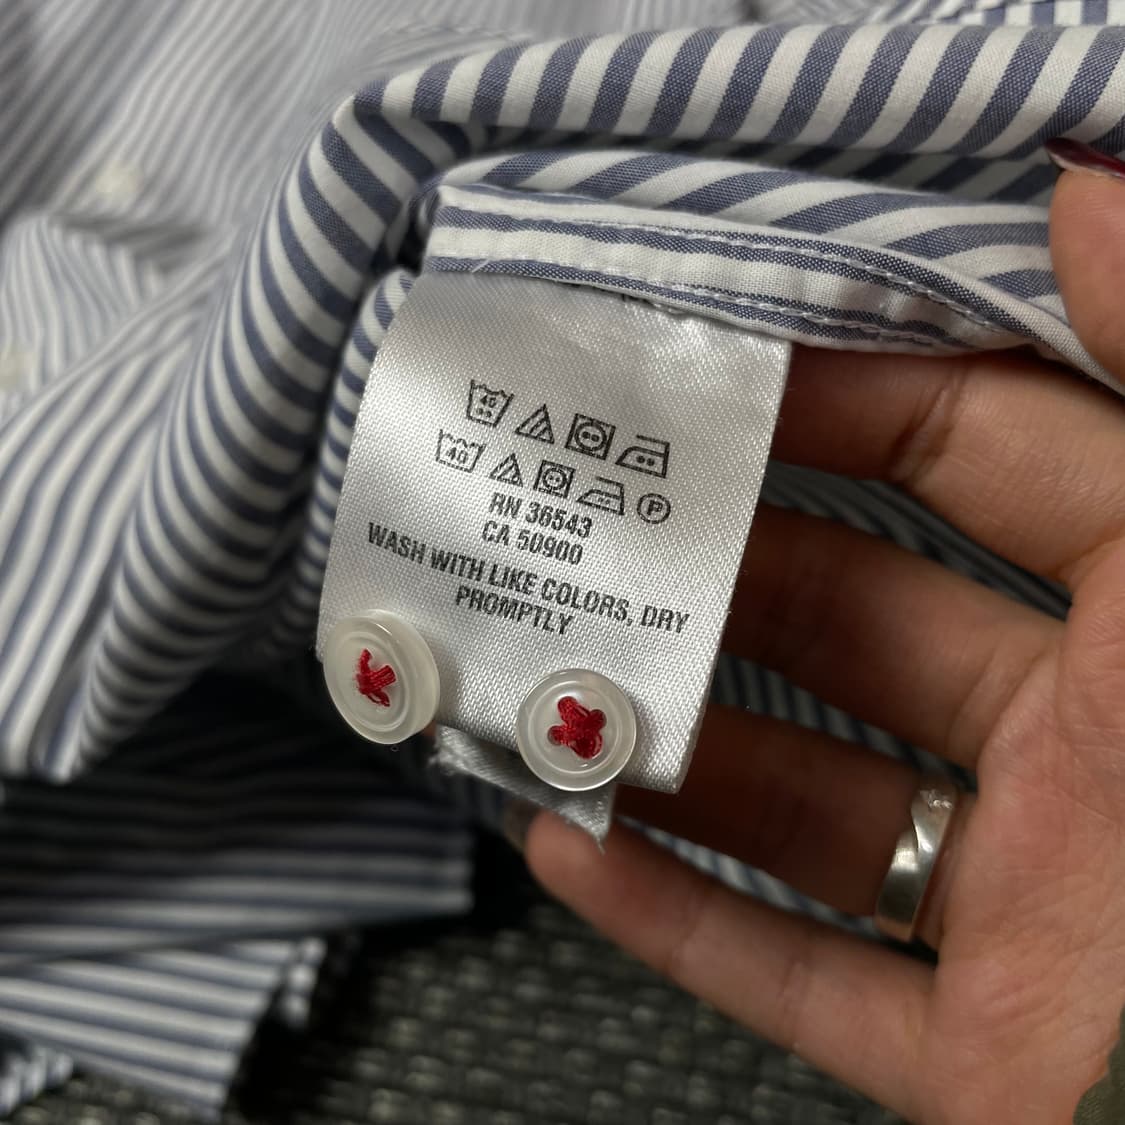 40
40 P
RN 36543
CA 50900
WASH WITH LIKE COLORS, DRY
PROMPTLY